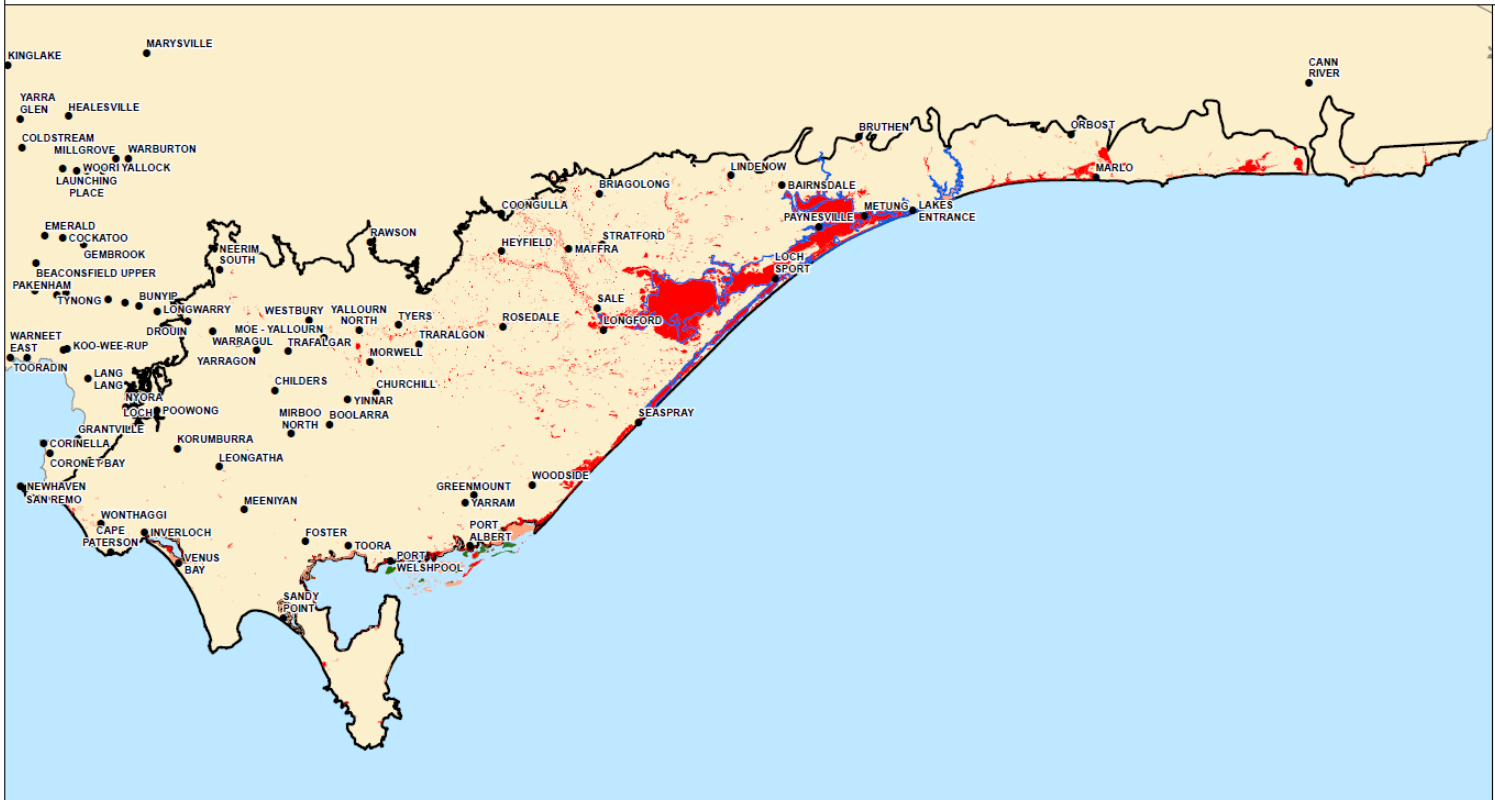 MARYSVILLE
KINGLAKE
CANN
RIVER
YARRA
GLEN
HEALESVILLE
COLDSTREAM
MILLGROVE
WARBURTON
WOORI YALLOCK
LAUNCHING
PLACE
BRUTHEN
ORBOST
LINDENOW
MARLO
BRIAGOLONG
BAIRNSDALE
COONGULLA
METUNG
LAKES
ENTRANCE
PAYNESVILLE
EMERALD
COCKATOO
GEMBROOK
RAWSON
NEERIM
SOUTH
HEYFIELD
STRATFORD
MAFFRA
LOCH
SPORT
BEACONSFIELD UPPER
PAKENHAM
TYNONG
BUNYIP
LONGWARRY
WESTBURY
YALLOURN
NORTH
SALE
LONGFORD
TYERS
ROSEDALE
DROUIN
MOE - YALLOURN
WARRAGUL
TRAFALGAR
TRARALGON
WARNEET
EAST
KOO-WEE-RUP
TOORADIN
YARRAGON
MORWELL
LANG
LANG
CHILDERS
CHURCHILL
NYORA
YINNAR
LOCH
POOWONG
MIRBOO
NORTH
BOOLARRA
SEASPRAY
GRANTVILLE
CORINELLA
KORUMBURRA
CORONET BAY
LEONGATHA
WOODSIDE
GREENMOUNT
YARRAM
NEWHAVEN
SAN REMO
MEENIYAN
WONTHAGGI
CAPE
PATERSON
INVERLOCH
FOSTER
TOORA
PORT
ALBERT
VENUS
BAY
PORT
WELSHPOOL
SANDY
POINT